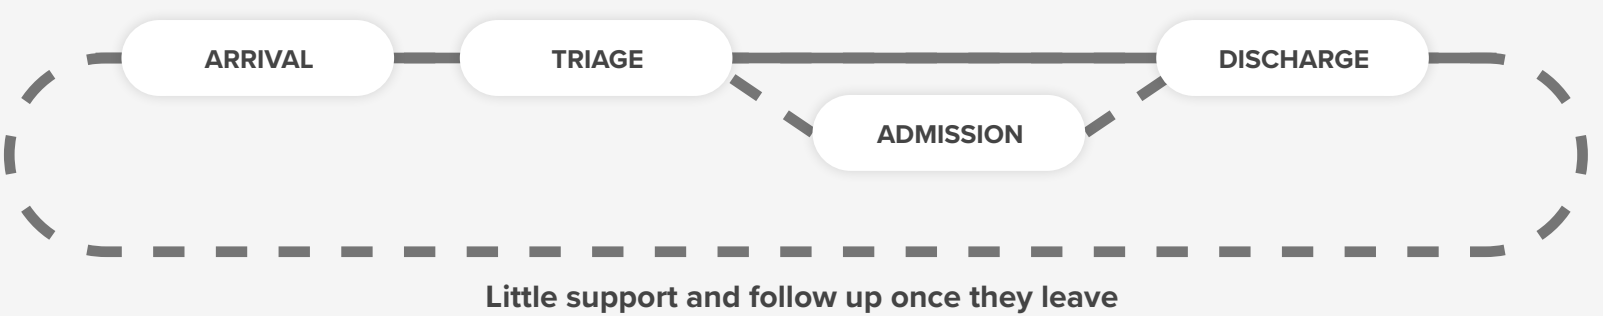 ARRIVAL
TRIAGE
DISCHARGE
ADMISSION
Little support and follow up once they leave